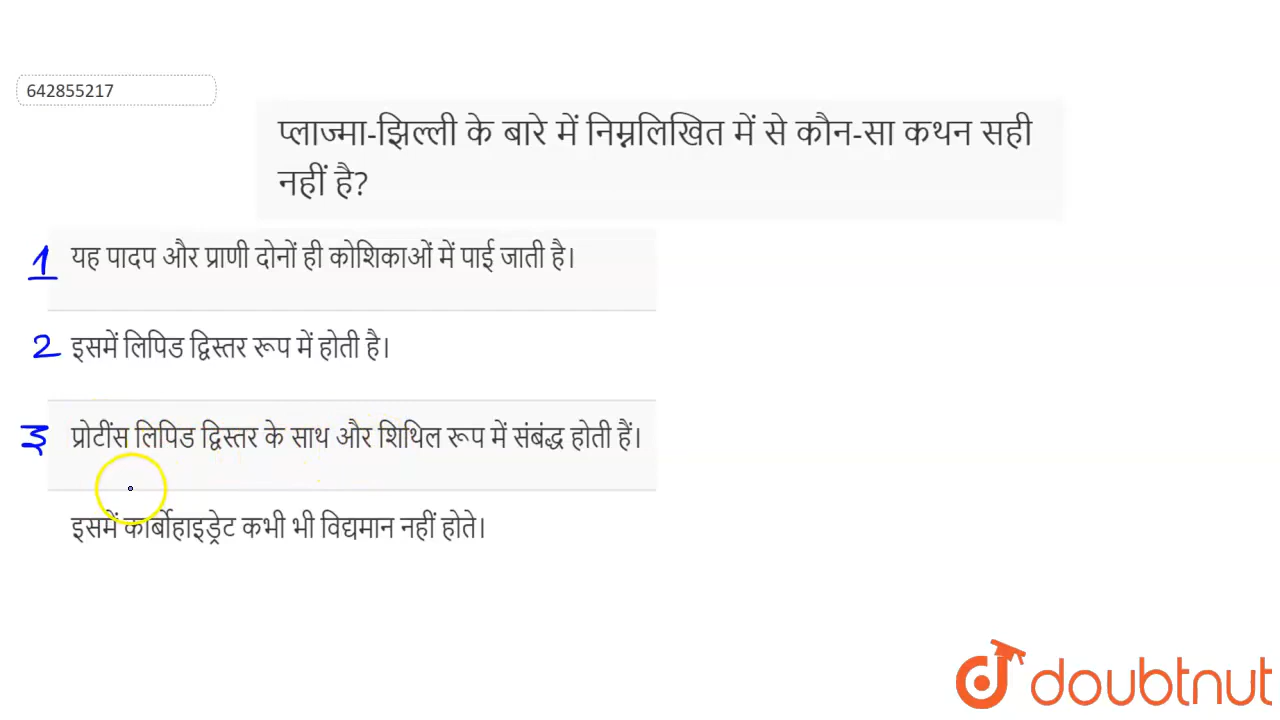 642855217
प्लाज्मा-झिल्ली के बारे में निम्नलिखित में से कौन-सा कथन सही
नहीं है?
1 यह पादप और प्राणी दोनों ही कोशिकाओं में पाई जाती है।
2 इसमें लिपिड द्विस्तर रूप में होती है।
3 प्रोटींस लिपिड द्विस्तर के साथ और शिथिल रूप में संबंद्ध होती हैं।
इसमें कार्बोहाइड्रेट कभी भी विद्यमान नहीं होते।
doubtnut